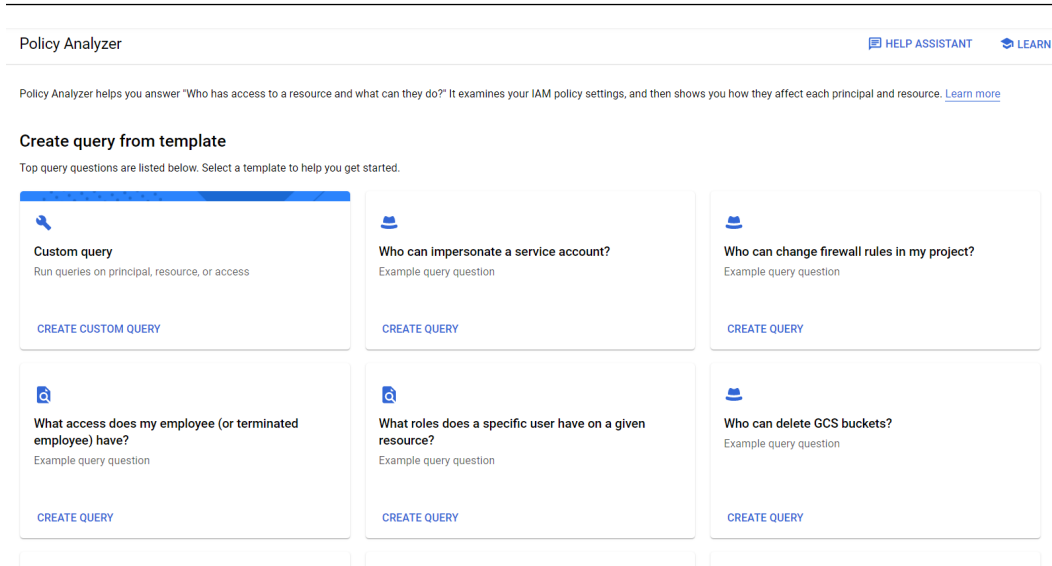 Policy Analyzer
HELP ASSISTANT
LEARN
Policy Analyzer helps you answer "Who has access to a resource and what can they do?" It examines your IAM policy settings, and then shows you how they affect each principal and resource. Learn more
Create query from template
Top query questions are listed below. Select a template to help you get started.
Custom query
Run queries on principal, resource, or access
CREATE CUSTOM QUERY
Who can impersonate a service account?
Example query question
CREATE QUERY
Who can change firewall rules in my project?
Example query question
CREATE QUERY
What access does my employee (or terminated
employee) have?
Example query question
CREATE QUERY
What roles does a specific user have on a given
resource?
Example query question
CREATE QUERY
Who can delete GCS buckets?
Example query question
CREATE QUERY